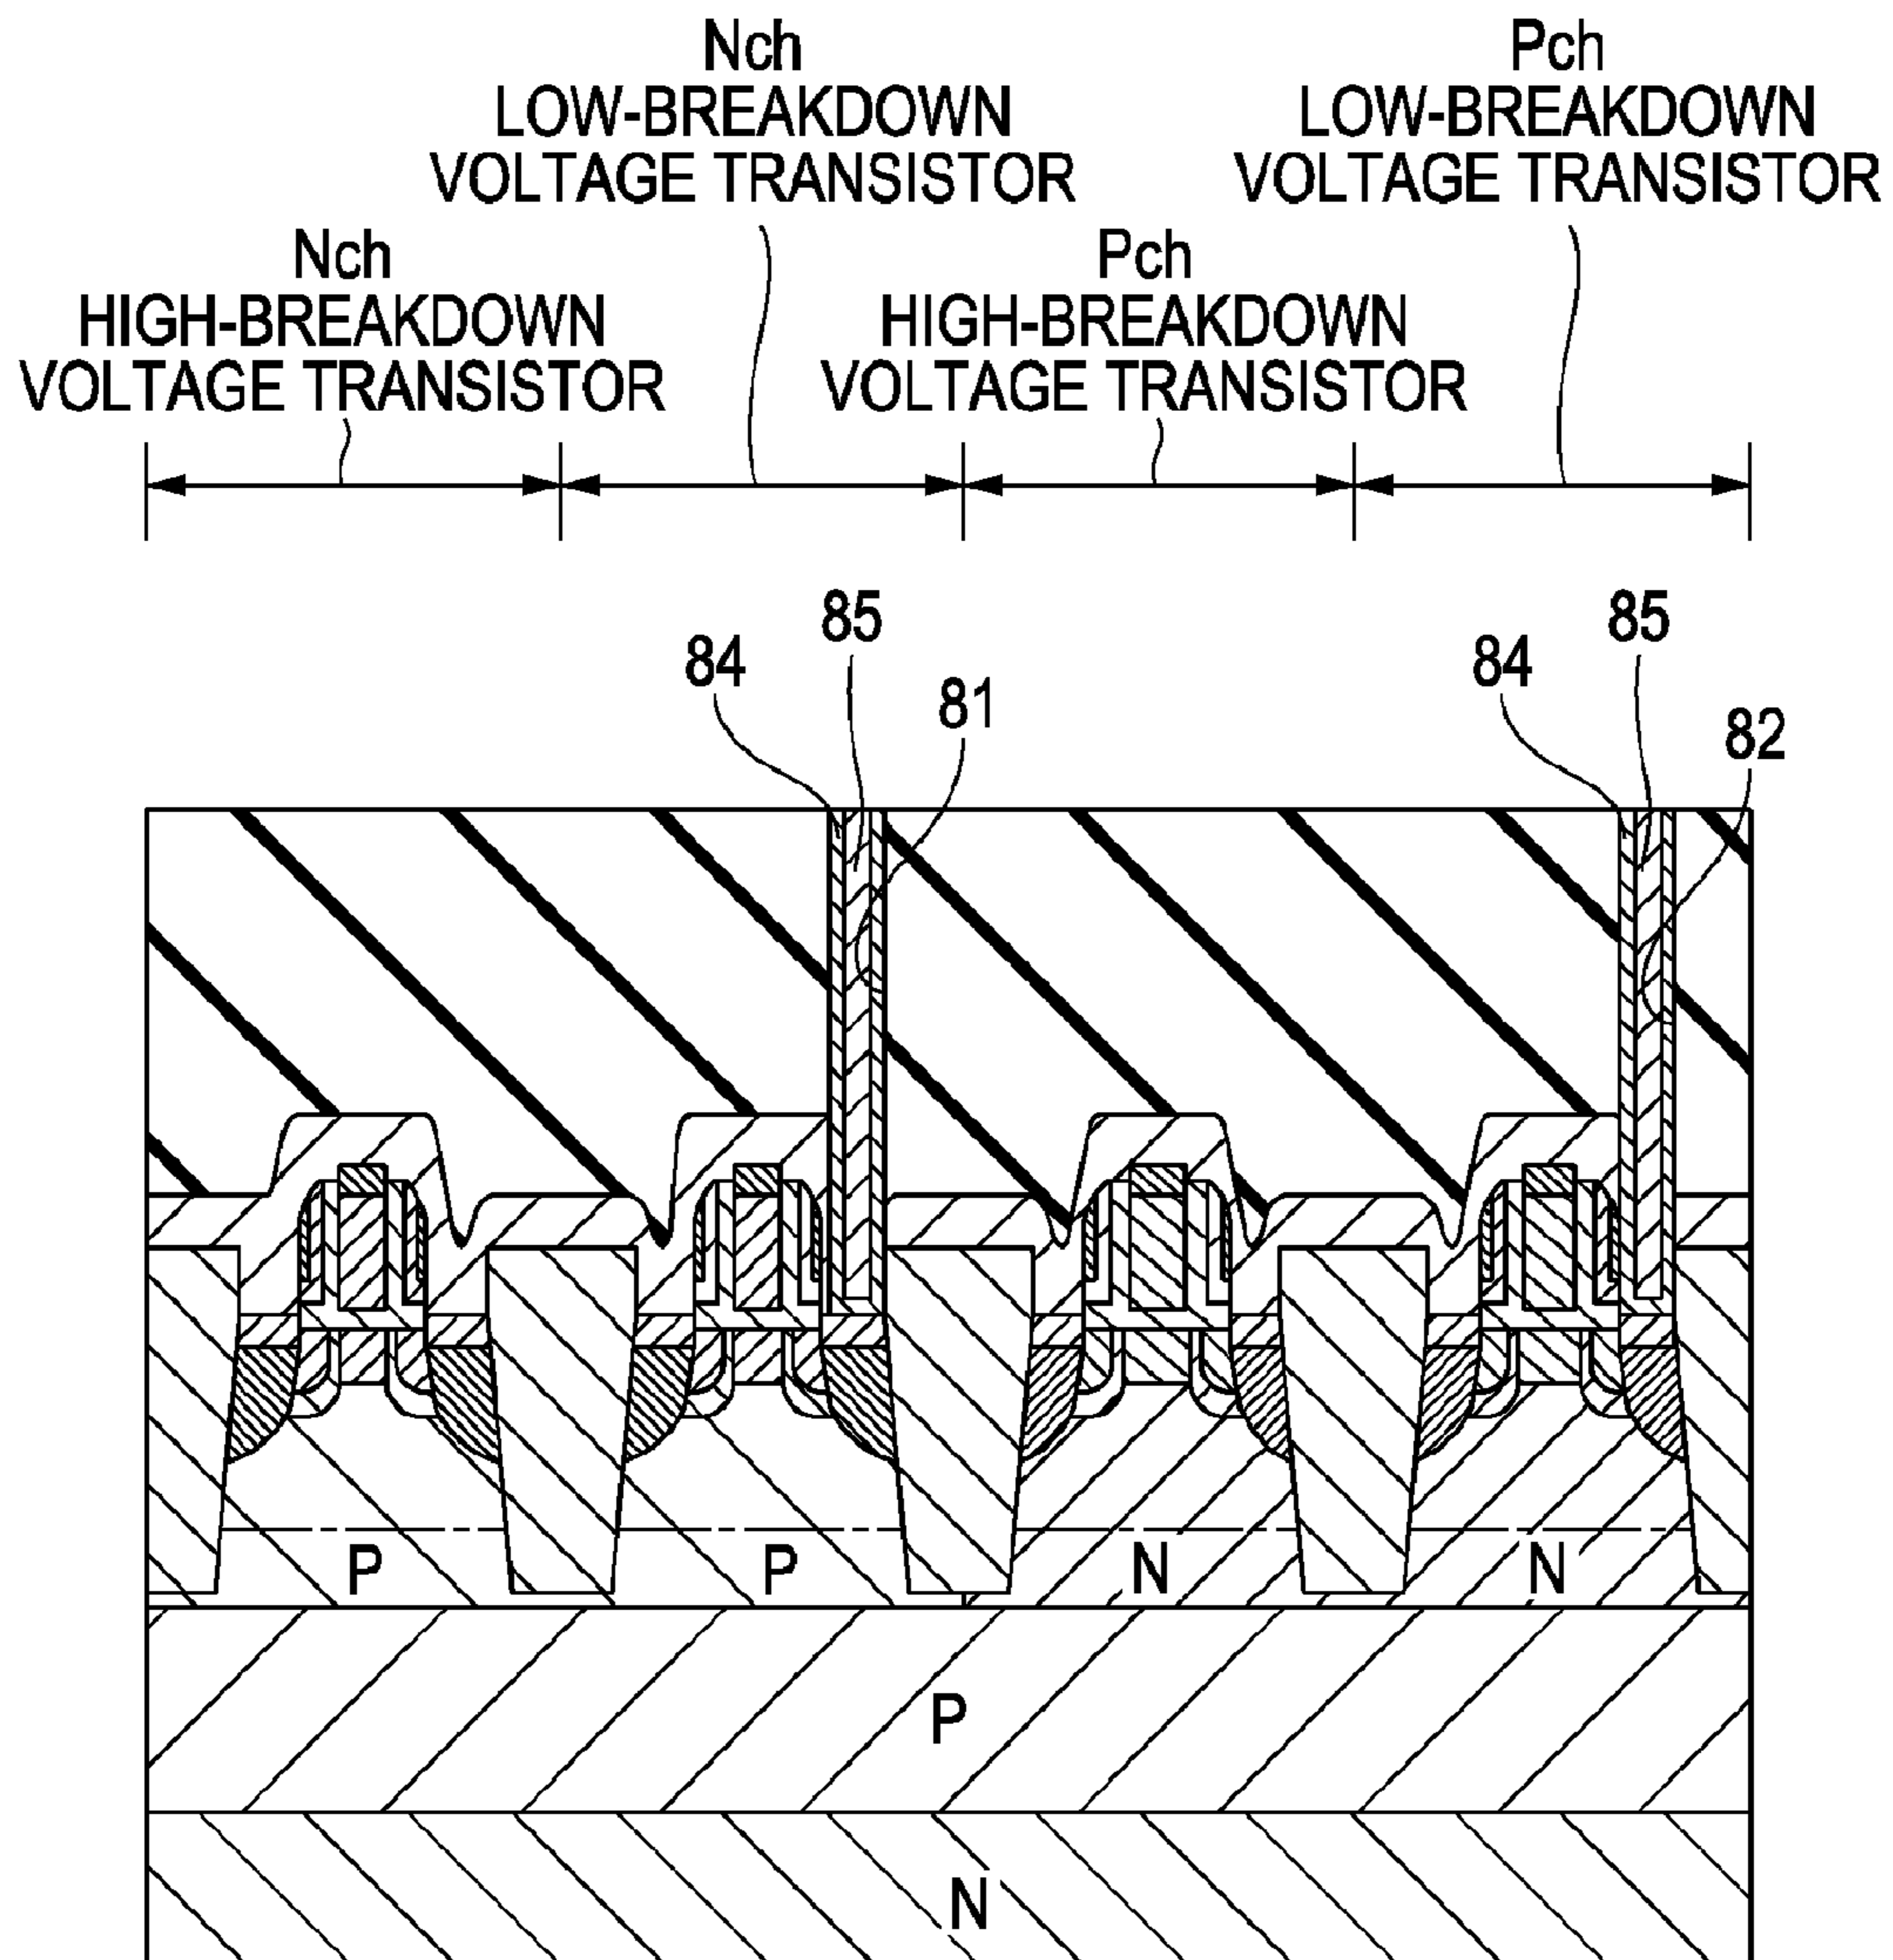 Nch
LOW-BREAKDOWN
VOLTAGE TRANSISTOR
Pch
LOW-BREAKDOWN
VOLTAGE TRANSISTOR
Nch
HIGH-BREAKDOWN
VOLTAGE TRANSISTOR
Pch
HIGH-BREAKDOWN
VOLTAGE TRANSISTOR
84
85
81
84
85
82
P
P
N
N
P
N